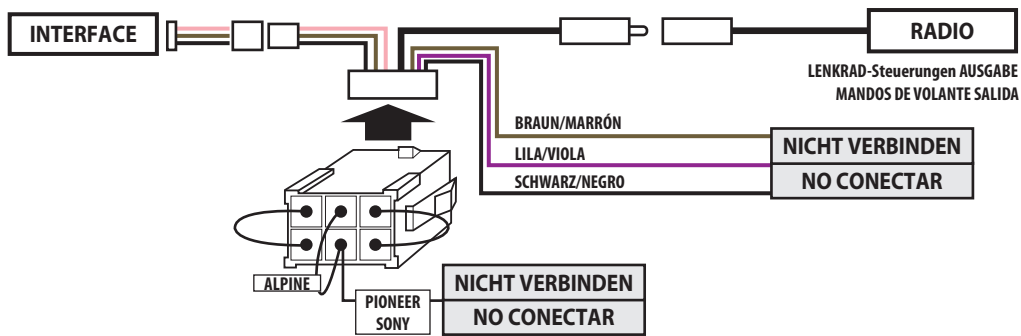 INTERFACE
RADIO
LENKRAD-Steuerungen AUSGABE
MANDOS DE VOLANTE SALIDA
BRAUN/MARRÓN
LILA/VIOLA
SCHWARZ/NEGRO
NICHT VERBINDEN
NO CONECTAR
ALPINE
PIONEER
SONY
NICHT VERBINDEN
NO CONECTAR